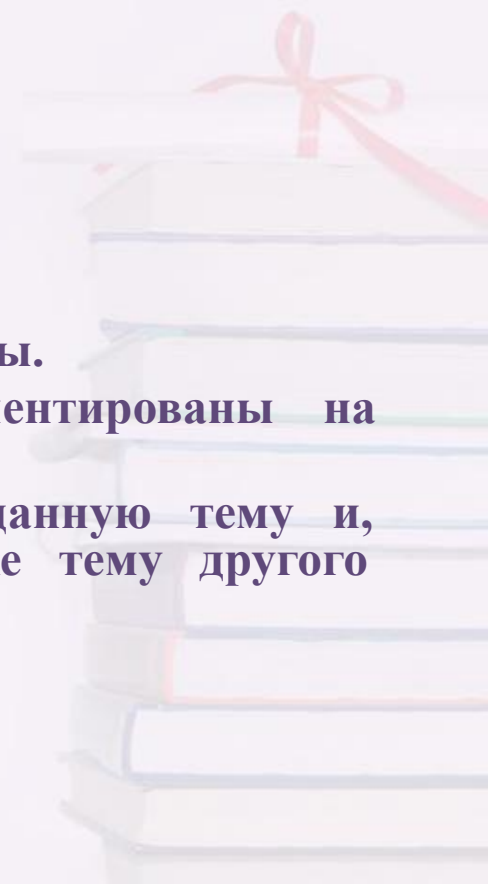 ы.
ентированы на
данную тему и,
е тему другого